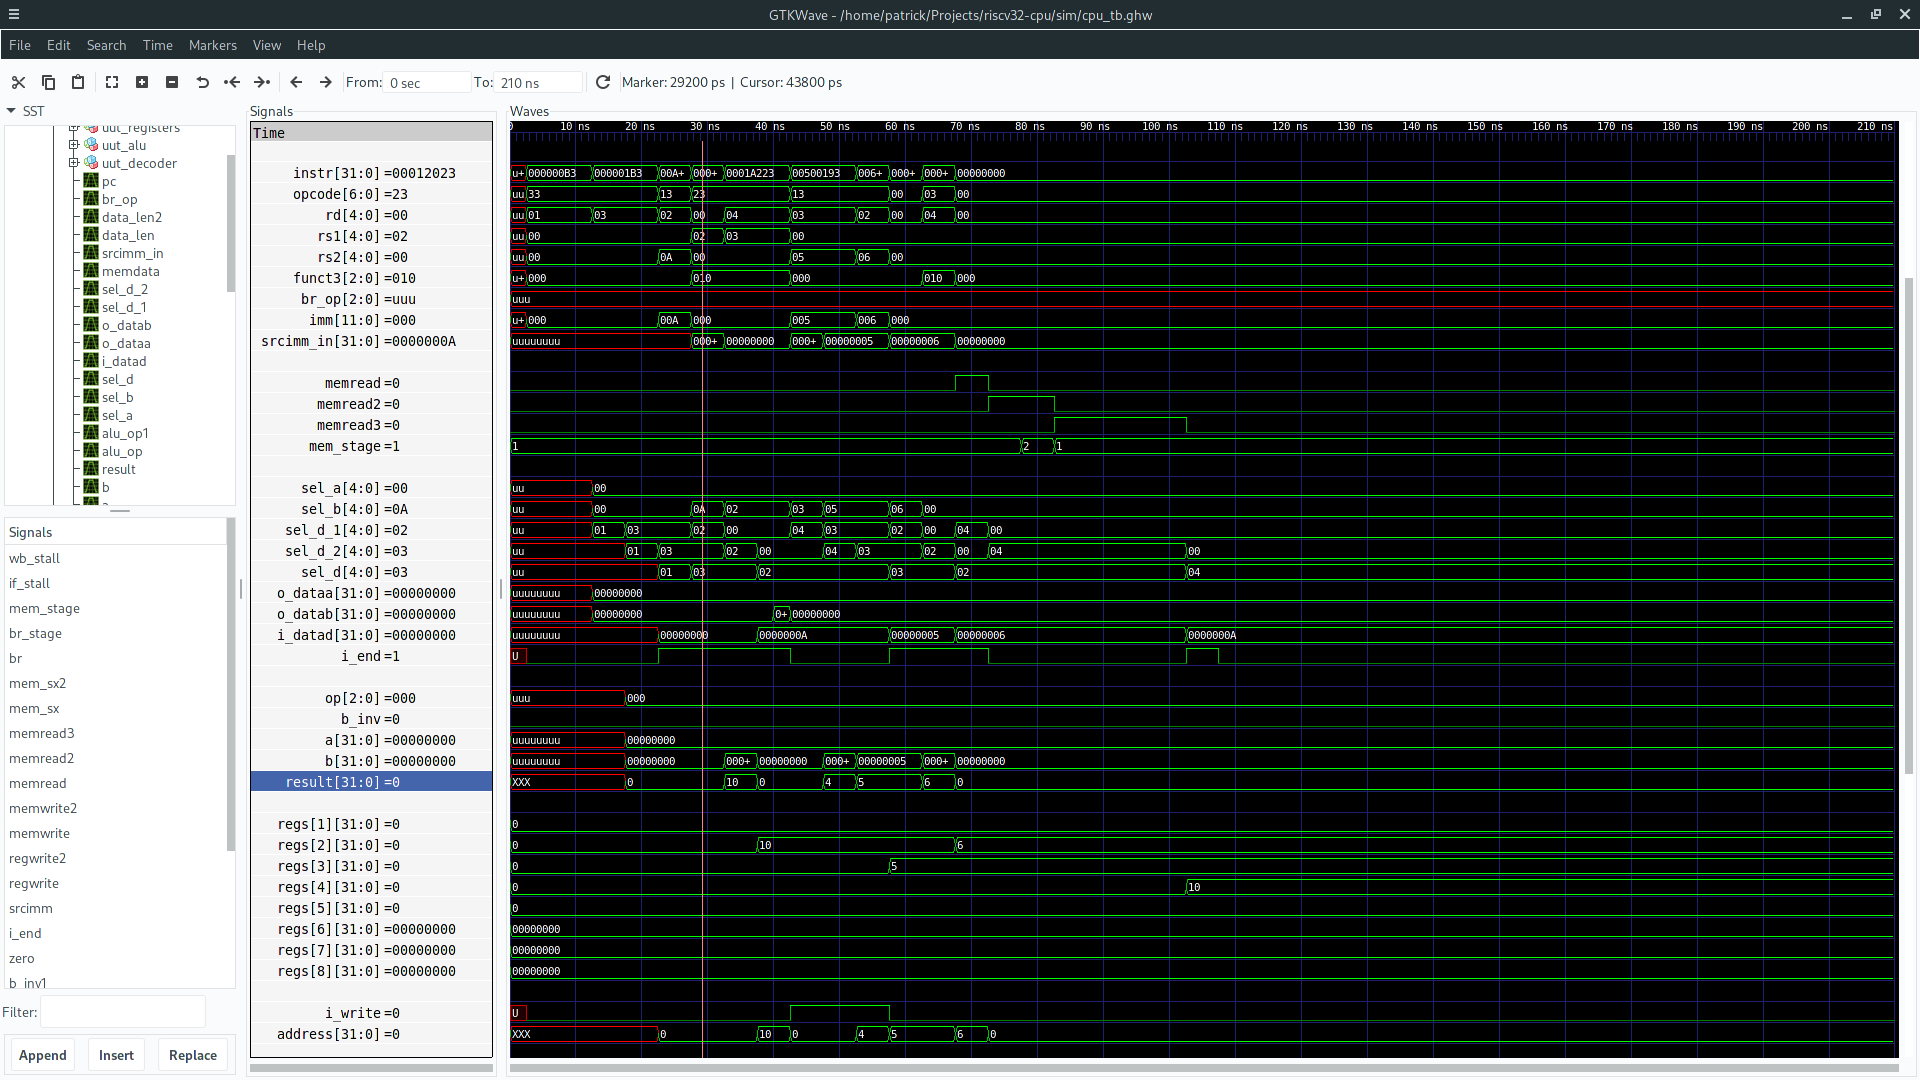 GTKWave - /home/patrick/Projects/riscv32-cpu/sim/cpu_tb.ghw
File Edit Search Time Markers View Help
From: 0 sec To: 210 ns Marker: 29200 ps | Cursor: 43800 ps
SST
uut_registers
uut_alu
uut_decoder
pc
br_op
data_len2
data_len
srcimm_in
memdata
sel_d_2
sel_d_1
o_datab
o_dataa
i_datad
sel_d
sel_b
sel_a
alu_op1
alu_op
result
b
Signals
wb_stall
if_stall
mem_stage
br_stage
br
mem_sx2
mem_sx
memread3
memread2
memread
memwrite2
memwrite
regwrite2
regwrite
srcimm
i_end
zero
b_inv1
Filter:
Append Insert Replace
Signals
Time
instr[31:0] =00012023
opcode[6:0] =23
rd[4:0] =00
rs1[4:0] =02
rs2[4:0] =00
funct3[2:0] =010
br_op[2:0] =uuu
imm[11:0] =000
srcimm_in[31:0] =0000000A
memread =0
memread2 =0
memread3 =0
mem_stage =1
sel_a[4:0] =00
sel_b[4:0] =0A
sel_d_1[4:0] =02
sel_d_2[4:0] =03
sel_d[4:0] =03
o_dataa[31:0] =00000000
o_datab[31:0] =00000000
i_datad[31:0] =00000000
i_end =1
op[2:0] =000
b_inv =0
a[31:0] =00000000
b[31:0] =00000000
result[31:0] =0
regs[1][31:0] =0
regs[2][31:0] =0
regs[3][31:0] =0
regs[4][31:0] =0
regs[5][31:0] =0
regs[6][31:0] =00000000
regs[7][31:0] =00000000
regs[8][31:0] =00000000
i_write =0
address[31:0] =0
Waves
0 10 ns 20 ns 30 ns 40 ns 50 ns 60 ns 70 ns 80 ns 90 ns 100 ns 110 ns 120 ns 130 ns 140 ns 150 ns 160 ns 170 ns 180 ns 190 ns 200 ns 210 ns
u+ 000000B3 000001B3 00A+ 000+ 0001A223 00500193 006+ 000+ 000+ 00000000
uu 33 13 23 13 00 03 00
uu 01 03 02 00 04 03 02 00 04 00
uu 00 02 03 00
uu 00 0A 00 05 06 00
u+ 000 010 000 010 000
uuu
u+ 000 00A 000 005 006 000
uuuuuuuu 000+ 00000000 000+ 00000005 00000006 00000000
1 2 1
uu 00
uu 00 0A 02 03 05 06 00
uu 01 03 02 00 04 03 02 00 04 00
uu 01 03 02 00 04 03 02 00 04 00
uu 01 03 02 03 02 04
uuuuuuuu 00000000
uuuuuuuu 00000000 0+ 00000000
uuuuuuuu 00000000 0000000A 00000005 00000006 0000000A
U
uuu 000
uuuuuuuu 00000000
uuuuuuuu 00000000 000+ 00000000 000+ 00000005 000+ 00000000
XXX 0 10 0 4 5 6 0
0
0 10 6
0 5
0 10
0
00000000
00000000
00000000
U
XXX 0 10 0 4 5 6 0